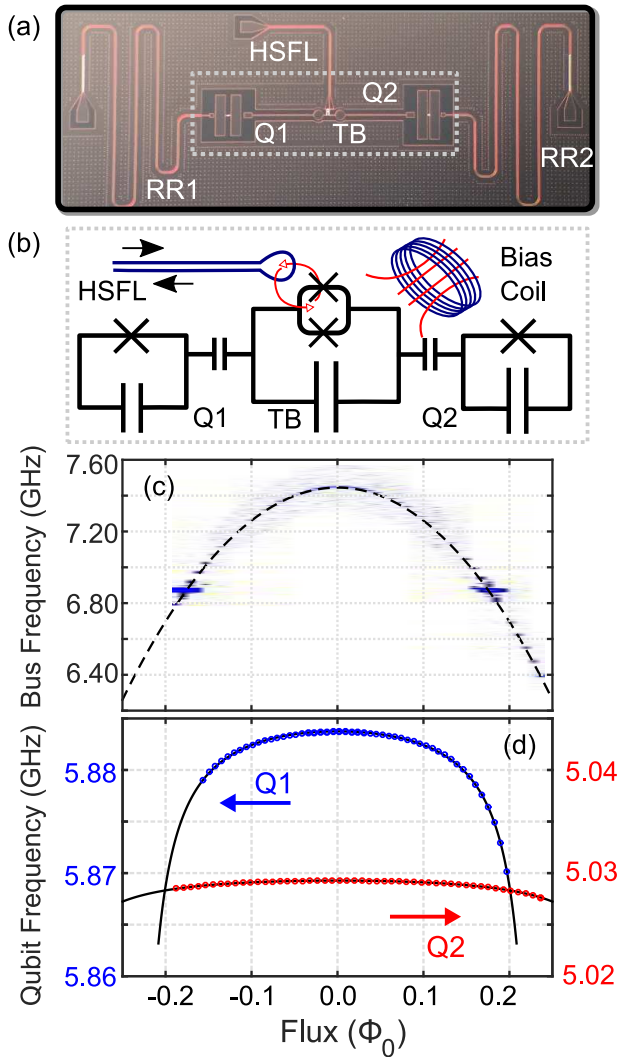 (a)
HSFL
Q2
Q1
TB
RR1
RR2
(b)
HSFL
Bias
Coil
Q1
TB
Q2
(c)
7.60
7.20
6.80
6.40
Bus Frequency (GHz)
(d)
5.88
5.87
5.86
Qubit Frequency (GHz)
Q1
Q2
5.04
5.03
5.02
-0.2 -0.1 0.0 0.1 0.2
Flux (Φ₀)